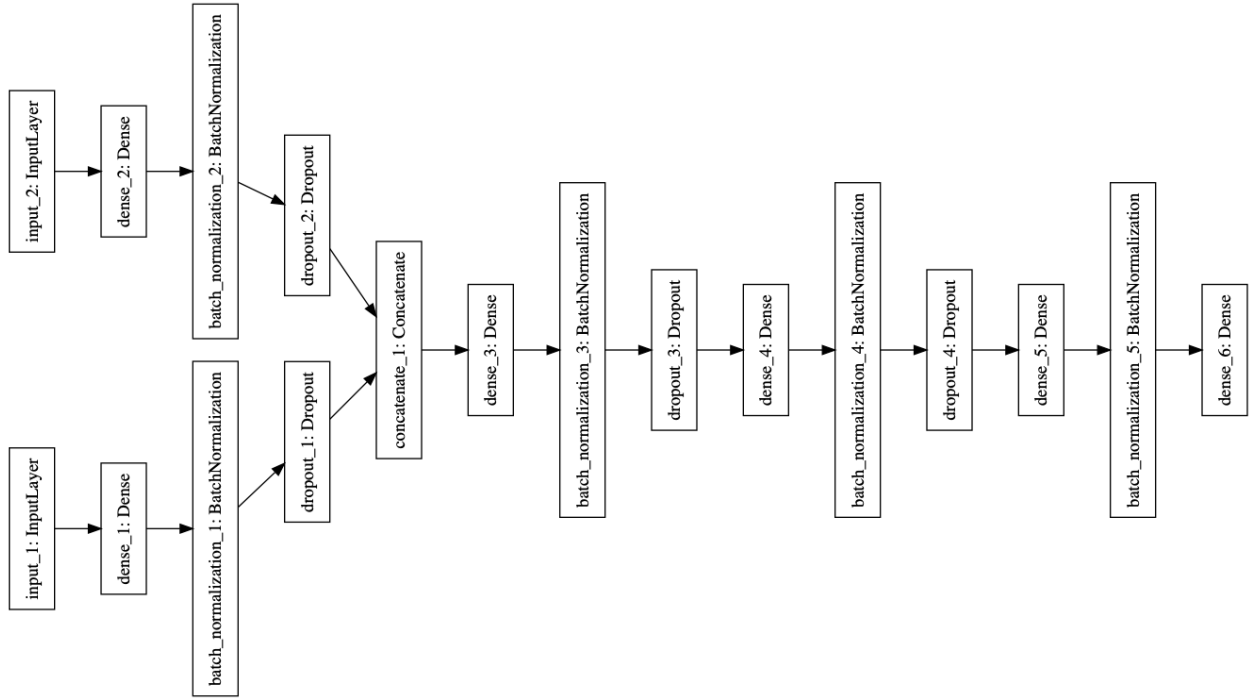 input_1: InputLayer
input_2: InputLayer
dense_1: Dense
dense_2: Dense
batch_normalization_1: BatchNormalization
batch_normalization_2: BatchNormalization
dropout_1: Dropout
dropout_2: Dropout
concatenate_1: Concatenate
dense_3: Dense
batch_normalization_3: BatchNormalization
dropout_3: Dropout
dense_4: Dense
batch_normalization_4: BatchNormalization
dropout_4: Dropout
dense_5: Dense
batch_normalization_5: BatchNormalization
dense_6: Dense